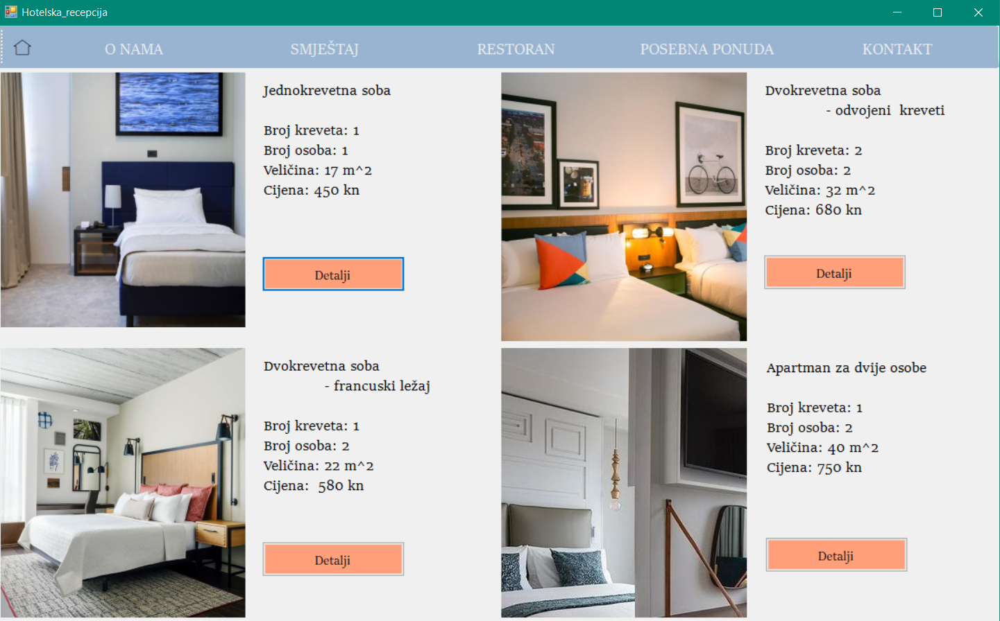 Hotelska_recepcija
O NAMA
SMJEŠTAJ
RESTORAN
POSEBNA PONUDA
KONTAKT
Jednokrevetna soba
Broj kreveta: 1
Broj osoba: 1
Veličina: 17 m^2
Cijena: 450 kn
Detalji
Dvokrevetna soba
- odvojeni  kreveti
Broj kreveta: 2
Broj osoba: 2
Veličina: 32 m^2
Cijena: 680 kn
Detalji
Dvokrevetna soba
- francuski ležaj
Broj kreveta: 1
Broj osoba: 2
Veličina: 22 m^2
Cijena:  580 kn
Detalji
Apartman za dvije osobe
Broj kreveta: 1
Broj osoba: 2
Veličina: 40 m^2
Cijena: 750 kn
Detalji